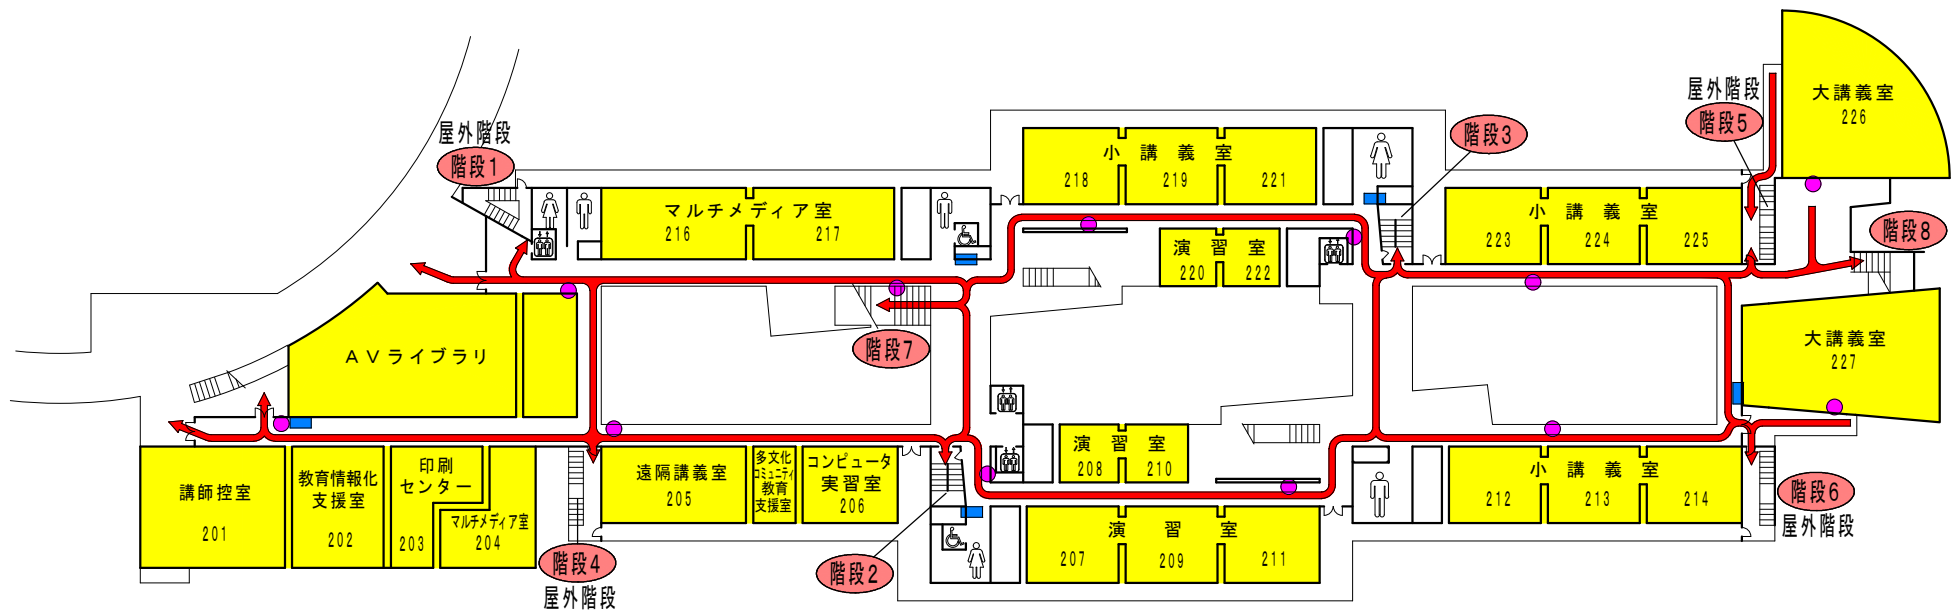 大講義室
226
屋外階段
階段5
屋外階段
階段1
階段3
小講義室
218
219
221
マルチメディア室
216
217
小講義室
223
224
225
階段8
演習室
220
222
階段7
AVライブラリ
大講義室
227
講師控室
201
教育情報化
支援室
202
印刷
センター
203
マルチメディア室
204
遠隔講義室
205
多文化
コミュニティ
教育
支援室
コンピュータ
実習室
206
演習室
208
210
小講義室
212
213
214
階段6
屋外階段
階段4
屋外階段
階段2
演習室
207
209
211